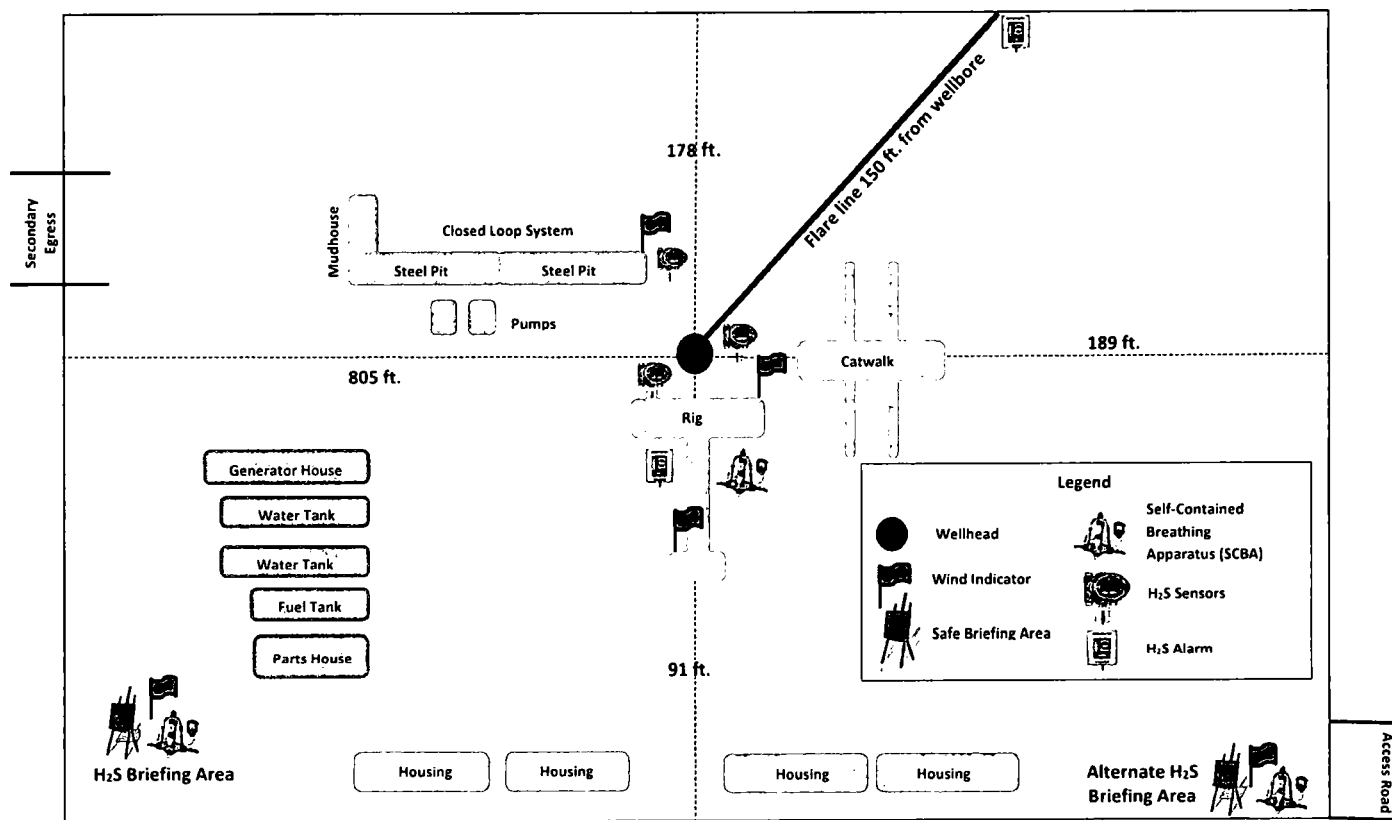 178 ft.
Flare line 150 ft. from wellbore
Secondary
Egress
Mudhouse
Closed Loop System
Steel Pit
Steel Pit
Pumps
189 ft.
805 ft.
Catwalk
Rig
Generator House
Water Tank
Water Tank
Fuel Tank
Parts House
91 ft.
Legend
Wellhead
Wind Indicator
Safe Briefing Area
Self-Contained
Breathing
Apparatus (SCBA)
H₂S Sensors
H₂S Alarm
H₂S Briefing Area
Housing
Housing
Housing
Housing
Alternate H₂S
Briefing Area
Access Road